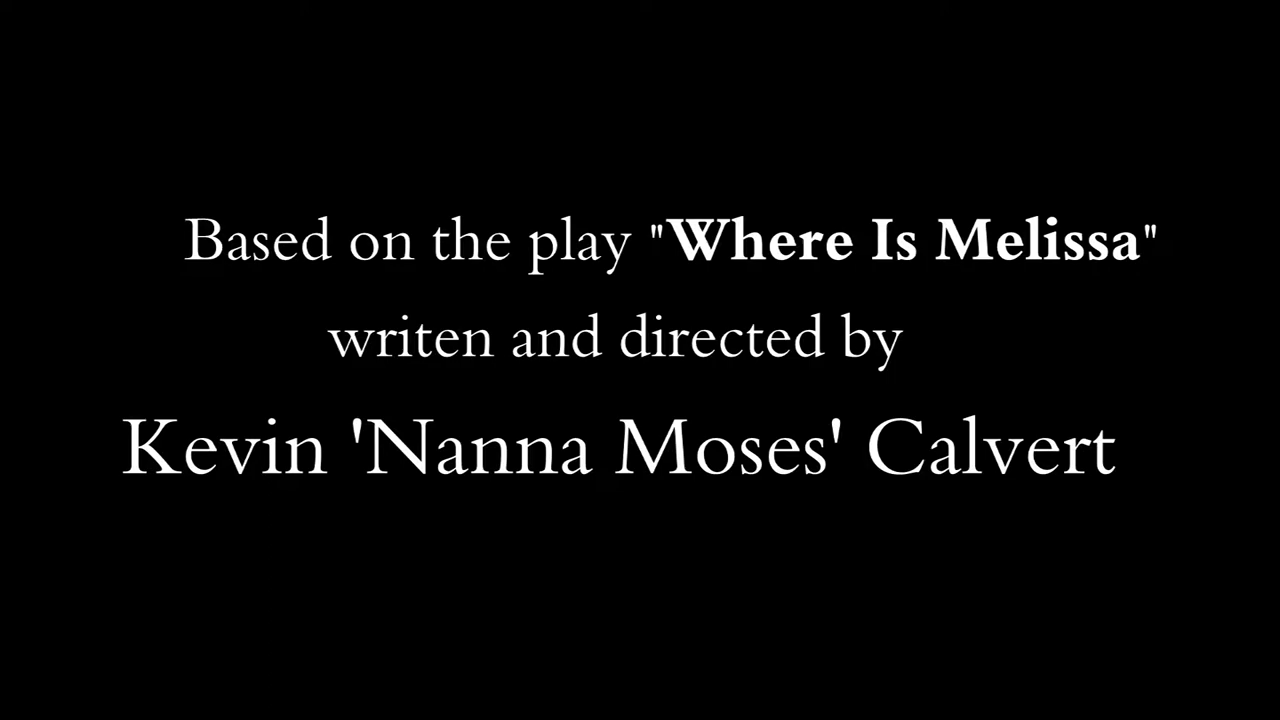 Based on the play "Where Is Melissa"
writen and directed by
Kevin 'Nanna Moses' Calvert